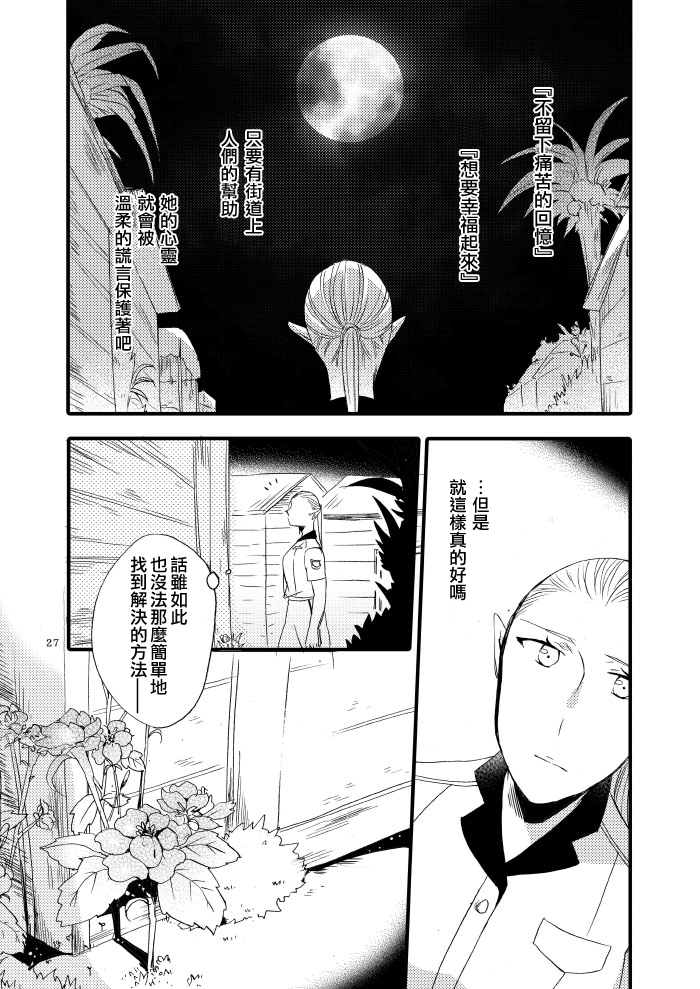 『不留下痛苦的回憶』
『想要幸福起來』
只要有街道上
人們的幫助
她的心靈
就會被
溫柔的謊言保護著吧
…但是
就這樣真的好嗎
話雖如此
也沒法那麼簡單地
找到解決的方法——
27